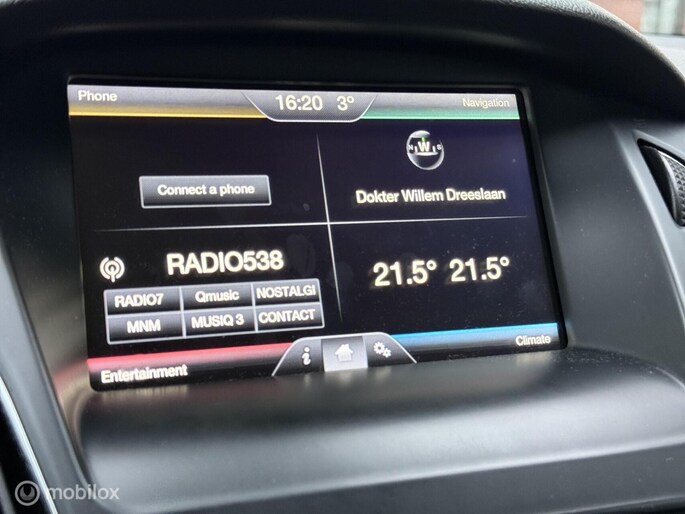 Phone
16:20 3°
Navigation
Connect a phone
W
Dokter Willem Dreeslaan
RADIO538
RADIO7 Qmusic NOSTALGI
MNM MUSIQ 3 CONTACT
21.5° 21.5°
Entertainment
i
Climate
© mobilox